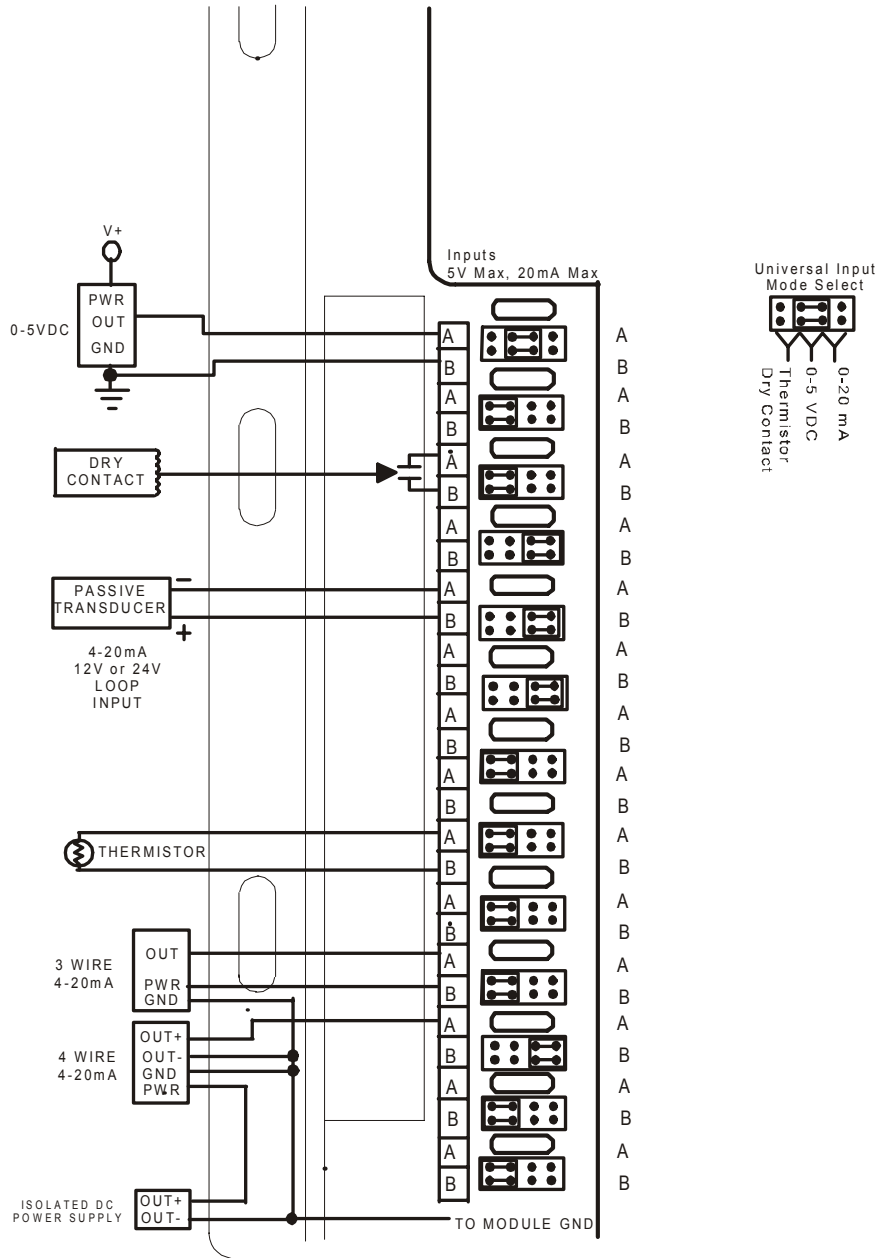 V+
PWR
OUT
GND
0-5VDC
DRY
CONTACT
PASSIVE
TRANSDUCER
−
+
4-20mA
12V or 24V
LOOP
INPUT
THERMISTOR
3 WIRE
4-20mA
OUT
PWR
GND
4 WIRE
4-20mA
OUT+
OUT-
GND
PWR
ISOLATED DC
POWER SUPPLY
OUT+
OUT-
TO MODULE GND
Inputs
5V Max, 20mA Max
A A
B B
A A
B B
A A
B B
A A
B B
A A
B B
A A
B B
A A
B B
A A
B B
A A
B B
A A
B B
A A
B B
A A
B B
A A
B B
A A
B B
Universal Input
Mode Select
0-20 mA
0-5 VDC
Thermistor
Dry Contact